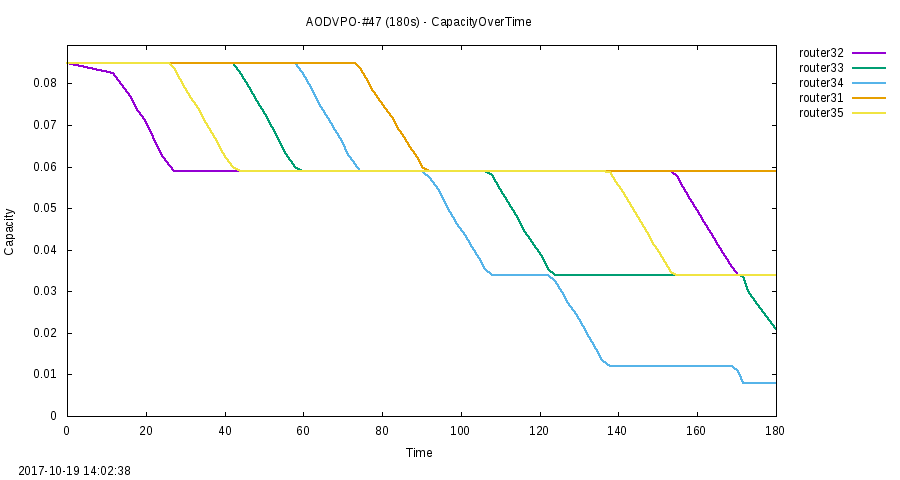 AODVPO-#47 (180s) - CapacityOverTime
router32
router33
router34
router31
router35
0.08
0.07
0.06
0.05
0.04
0.03
0.02
0.01
0
Capacity
0 20 40 60 80 100 120 140 160 180
Time
2017-10-19 14:02:38